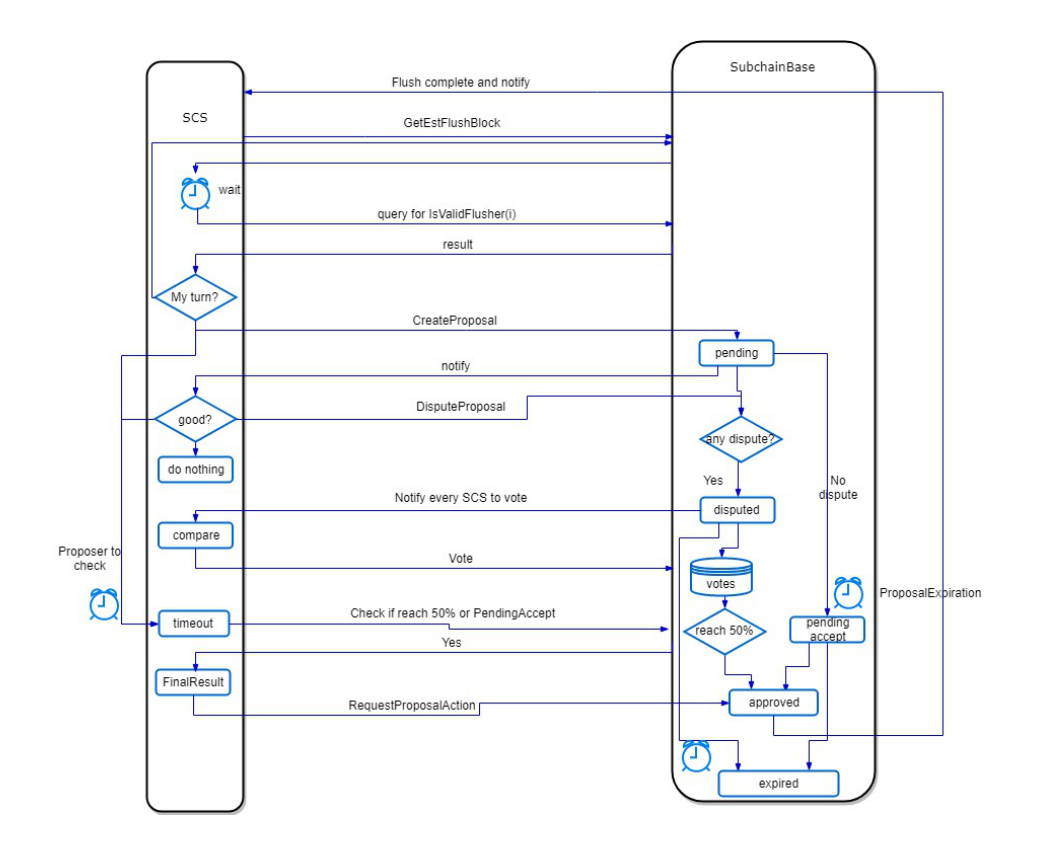 SubchainBase
Flush complete and notify
SCS
GetEstFlushBlock
wait
query for IsValidFlusher(i)
result
My turn?
CreateProposal
pending
notify
DisputeProposal
good?
any dispute?
do nothing
Yes
No
dispute
Notify every SCS to vote
disputed
compare
Proposer to
check
Vote
votes
ProposalExpiration
Check if reach 50% or PendingAccept
timeout
reach 50%
pending
accept
Yes
FinalResult
RequestProposalAction
approved
expired